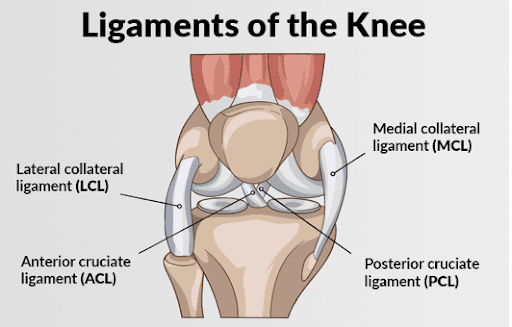 Ligaments of the Knee
Medial collateral
ligament (MCL)
Lateral collateral
ligament (LCL)
Anterior cruciate
ligament (ACL)
Posterior cruciate
ligament (PCL)